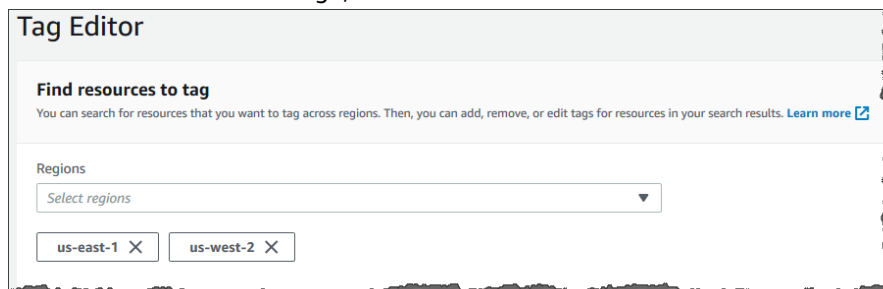 Tag Editor
Find resources to tag
You can search for resources that you want to tag across regions. Then, you can add, remove, or edit tags for resources in your search results. Learn more
Regions
Select regions
us-east-1 us-west-2